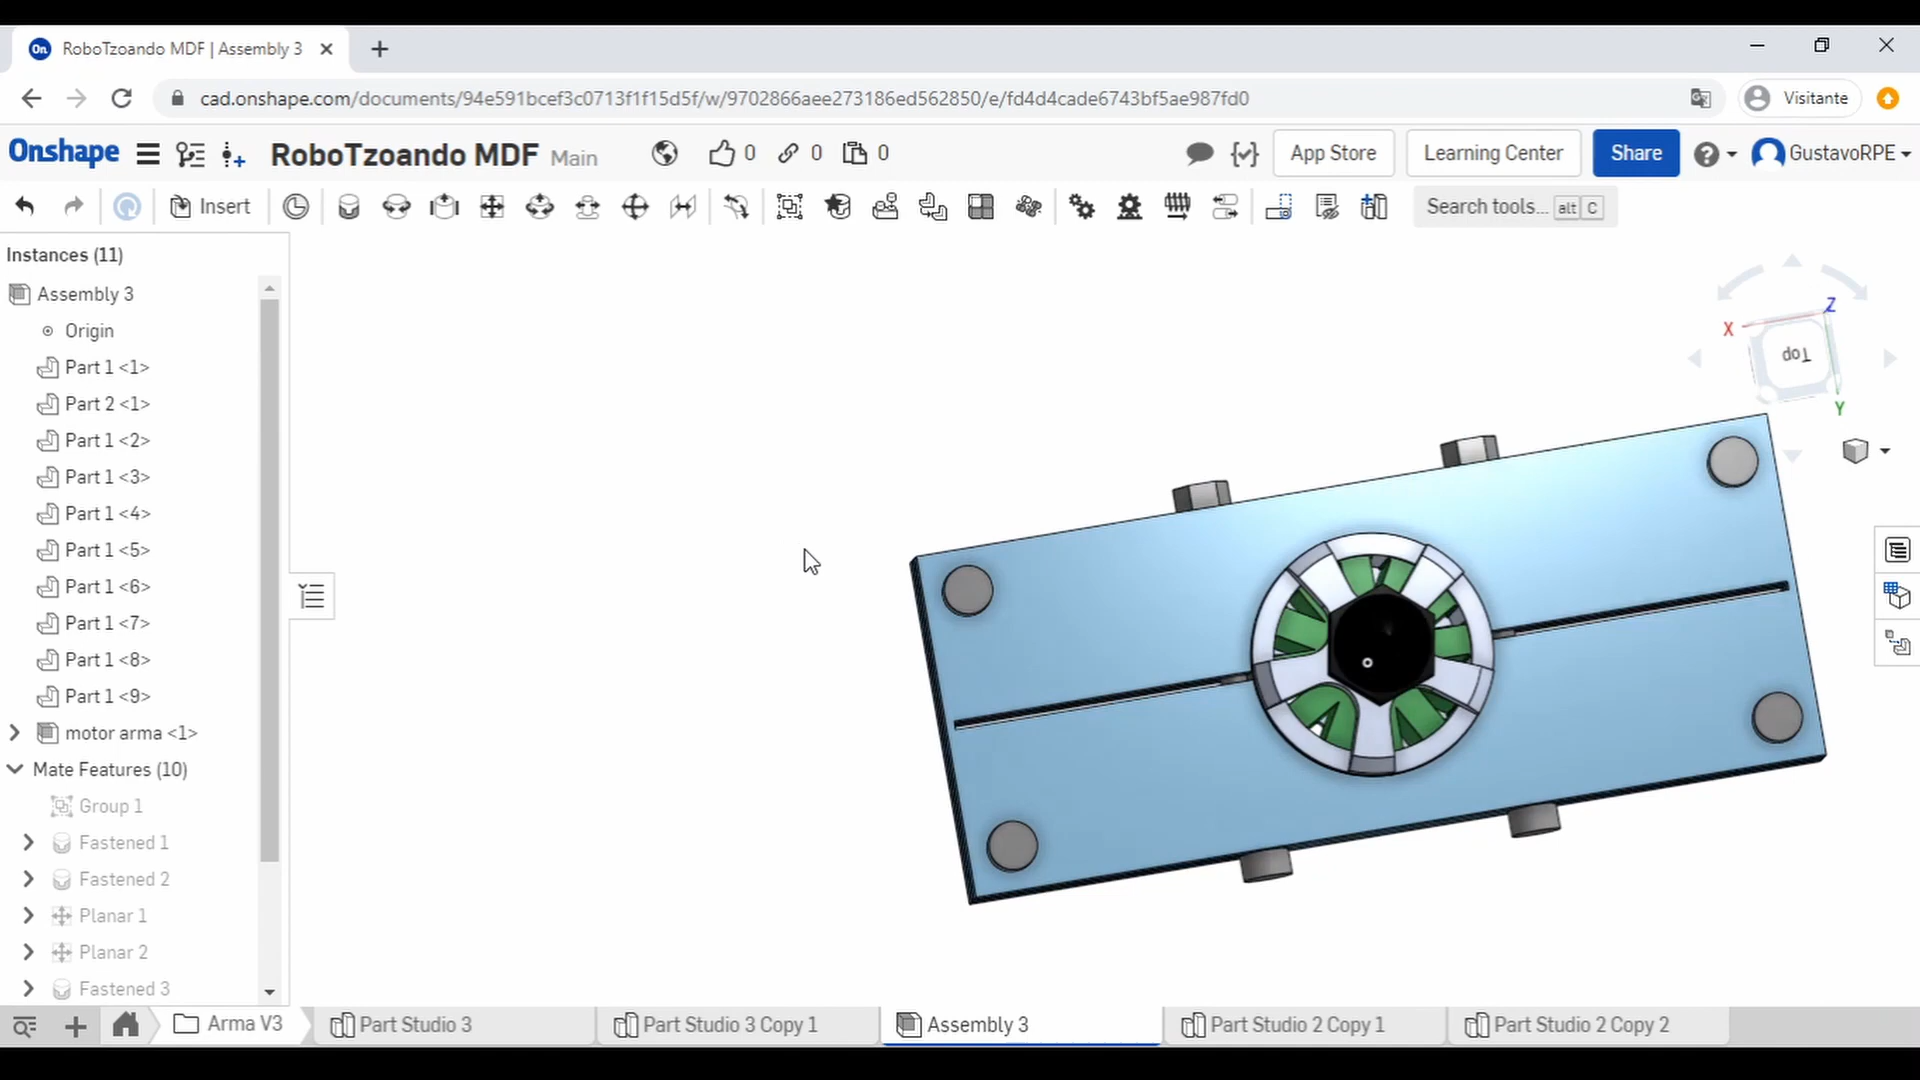 On RoboTzoando MDF | Assembly 3
cad.onshape.com/documents/94e591bcef3c0713f1f15d5f/w/9702866aee273186ed562850/e/fd4d4cade6743bf5ae987fd0
Visitante
Onshape
RoboTzoando MDF Main
0 0 0
App Store
Learning Center
Share
GustavoRPE
Insert
Search tools... alt C
Instances (11)
Assembly 3
Origin
Part 1 <1>
Part 2 <1>
Part 1 <2>
Part 1 <3>
Part 1 <4>
Part 1 <5>
Part 1 <6>
Part 1 <7>
Part 1 <8>
Part 1 <9>
motor arma <1>
Mate Features (10)
Group 1
Fastened 1
Fastened 2
Planar 1
Planar 2
Fastened 3
Z
X
Top
Y
Arma V3
Part Studio 3
Part Studio 3 Copy 1
Assembly 3
Part Studio 2 Copy 1
Part Studio 2 Copy 2